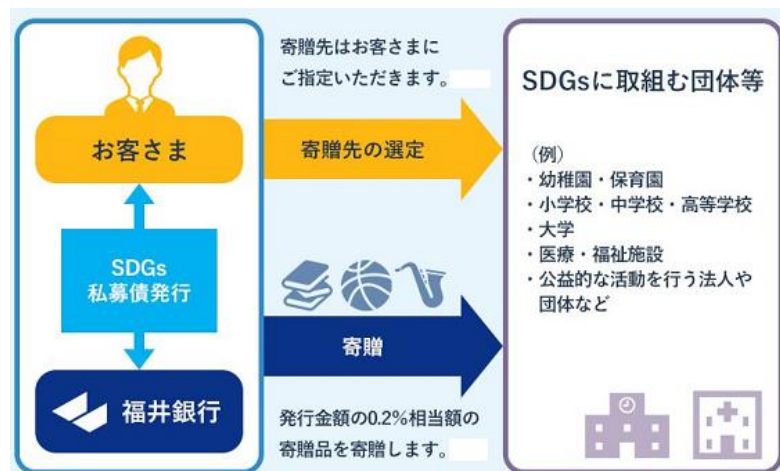 お客さま
SDGs
私募債発行
福井銀行
寄贈先はお客さまに
ご指定いただきます。
寄贈先の選定
寄贈
発行金額の0.2%相当額の
寄贈品を寄贈します。
SDGsに取組む団体等
（例）
・幼稚園・保育園
・小学校・中学校・高等学校
・大学
・医療・福祉施設
・公益的な活動を行う法人や
団体など